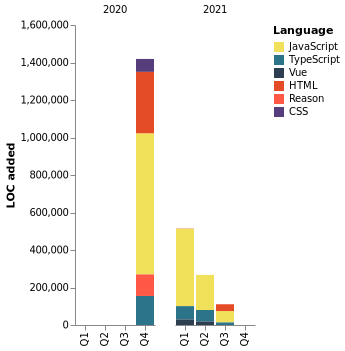 2020 2021
Language
JavaScript
TypeScript
Vue
HTML
Reason
CSS
LOC added
1,600,000
1,400,000
1,200,000
1,000,000
800,000
600,000
400,000
200,000
0
Q1 Q2 Q3 Q4 Q1 Q2 Q3 Q4